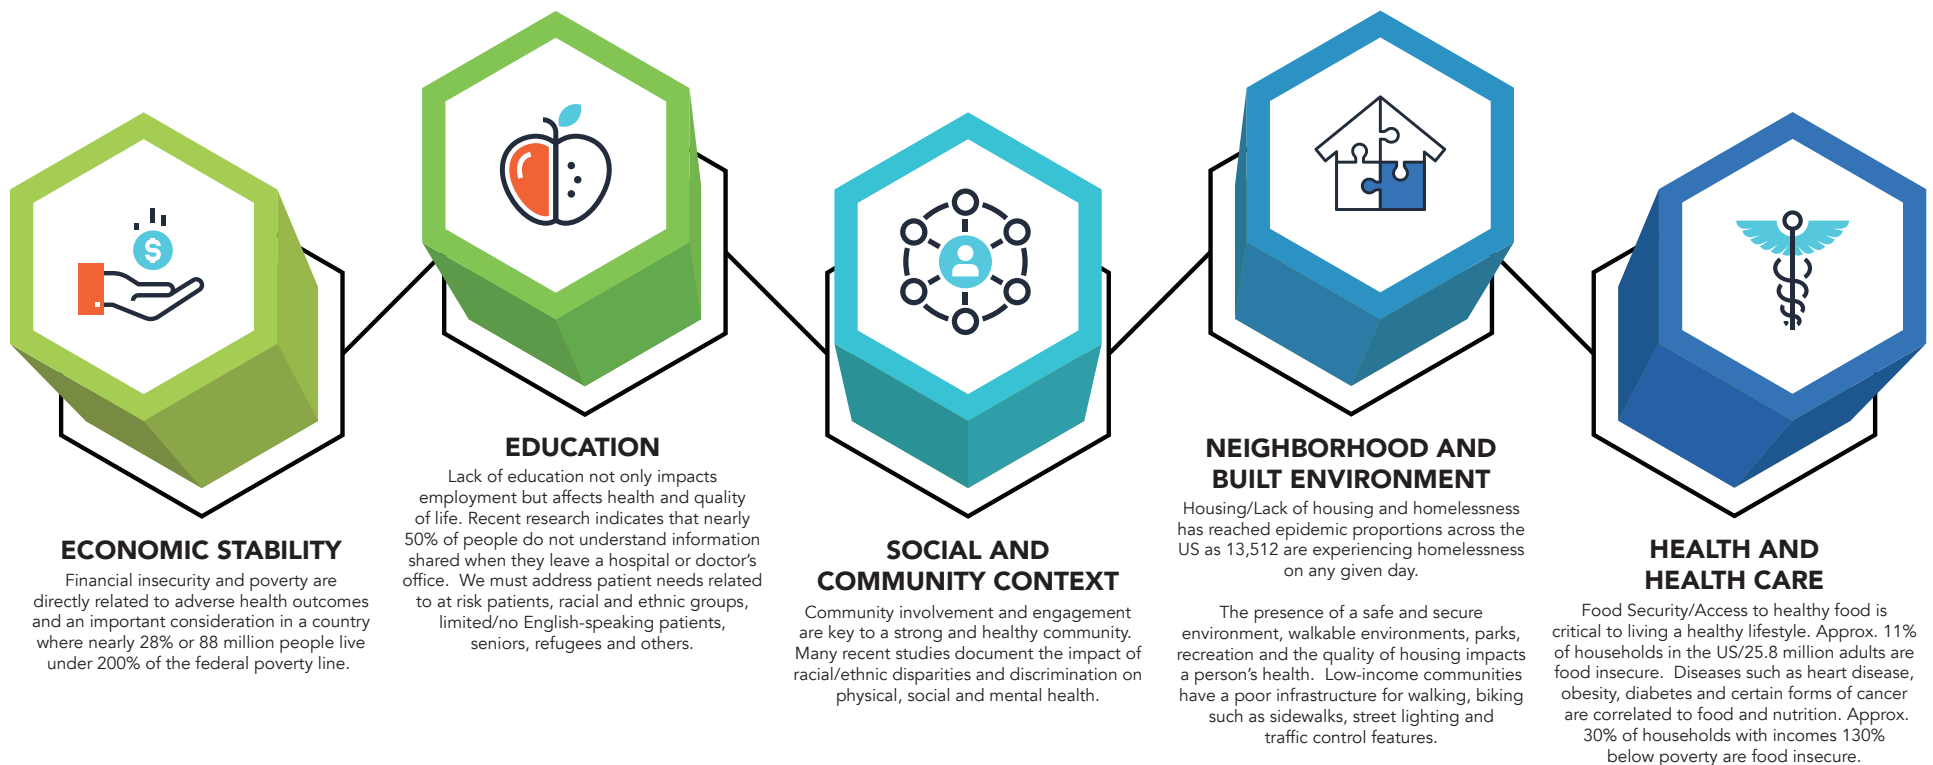 $
ECONOMIC STABILITY
Financial insecurity and poverty are
directly related to adverse health outcomes
and an important consideration in a country
where nearly 28% or 88 million people live
under 200% of the federal poverty line.
EDUCATION
Lack of education not only impacts
employment but affects health and quality
of life. Recent research indicates that nearly
50% of people do not understand information
shared when they leave a hospital or doctor’s
office.  We must address patient needs related
to at risk patients, racial and ethnic groups,
limited/no English-speaking patients,
seniors, refugees and others.
SOCIAL AND
COMMUNITY CONTEXT
Community involvement and engagement
are key to a strong and healthy community.
Many recent studies document the impact of
racial/ethnic disparities and discrimination on
physical, social and mental health.
NEIGHBORHOOD AND
BUILT ENVIRONMENT
Housing/Lack of housing and homelessness
has reached epidemic proportions across the
US as 13,512 are experiencing homelessness
on any given day.
The presence of a safe and secure
environment, walkable environments, parks,
recreation and the quality of housing impacts
a person’s health.  Low-income communities
have a poor infrastructure for walking, biking
such as sidewalks, street lighting and
traffic control features.
HEALTH AND
HEALTH CARE
Food Security/Access to healthy food is
critical to living a healthy lifestyle. Approx. 11%
of households in the US/25.8 million adults are
food insecure.  Diseases such as heart disease,
obesity, diabetes and certain forms of cancer
are correlated to food and nutrition. Approx.
30% of households with incomes 130%
below poverty are food insecure.